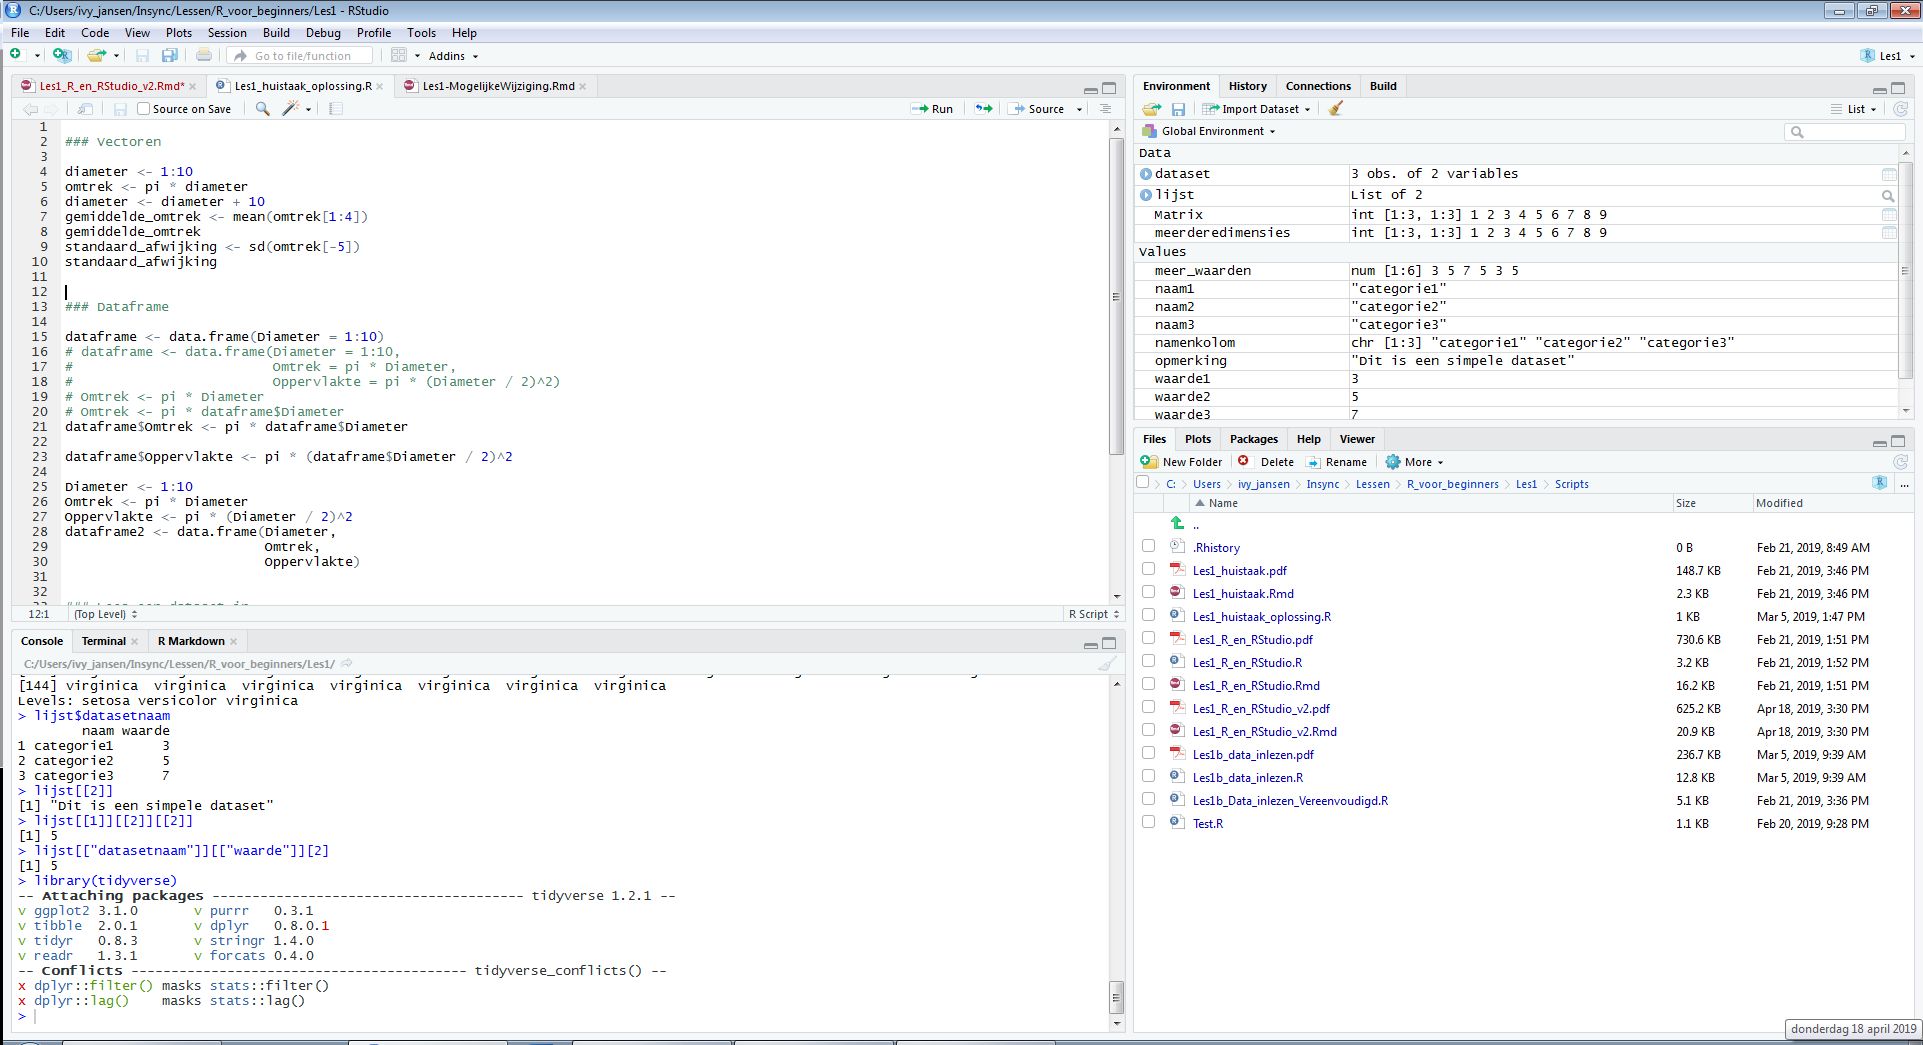 C:/Users/ivy_jansen/Insync/Lessen/R_voor_beginners/Les1 - RStudio
File Edit Code View Plots Session Build Debug Profile Tools Help
Go to file/function Addins Les1
Les1_R_en_RStudio_v2.Rmd* Les1_huistaak_oplossing.R Les1-MogelijkeWijziging.Rmd
Source on Save Run Source
1
2 ### Vectoren
3
4 diameter <- 1:10
5 omtrek <- pi * diameter
6 diameter <- diameter + 10
7 gemiddelde_omtrek <- mean(omtrek[1:4])
8 gemiddelde_omtrek
9 standaard_afwijking <- sd(omtrek[-5])
10 standaard_afwijking
11
12
13 ### Dataframe
14
15 dataframe <- data.frame(Diameter = 1:10)
16 # dataframe <- data.frame(Diameter = 1:10,
17 # Omtrek = pi * Diameter,
18 # Oppervlakte = pi * (Diameter / 2)^2)
19 # Omtrek <- pi * Diameter
20 # Omtrek <- pi * dataframe$Diameter
21 dataframe$Omtrek <- pi * dataframe$Diameter
22
23 dataframe$Oppervlakte <- pi * (dataframe$Diameter / 2)^2
24
25 Diameter <- 1:10
26 Omtrek <- pi * Diameter
27 Oppervlakte <- pi * (Diameter / 2)^2
28 dataframe2 <- data.frame(Diameter,
29 Omtrek,
30 Oppervlakte)
31
32
12:1 (Top Level) R Script
Console Terminal R Markdown
C:/Users/ivy_jansen/Insync/Lessen/R_voor_beginners/Les1/
[144] virginica virginica virginica virginica virginica virginica virginica
Levels: setosa versicolor virginica
> lijst$datasetnaam
naam waarde
1 categorie1 3
2 categorie2 5
3 categorie3 7
> lijst[[2]]
[1] "Dit is een simpele dataset"
> lijst[[1]][[2]][[2]]
[1] 5
> lijst[["datasetnaam"]][["waarde"]][2]
[1] 5
> library(tidyverse)
-- Attaching packages --------------------------------------- tidyverse 1.2.1 --
v ggplot2 3.1.0 v purrr 0.3.1
v tibble 2.0.1 v dplyr 0.8.0.1
v tidyr 0.8.3 v stringr 1.4.0
v readr 1.3.1 v forcats 0.4.0
-- Conflicts ------------------------------------------ tidyverse_conflicts() --
x dplyr::filter() masks stats::filter()
x dplyr::lag() masks stats::lag()
>
Environment History Connections Build
Import Dataset List
Global Environment
Data
dataset 3 obs. of 2 variables
lijst List of 2
Matrix int [1:3, 1:3] 1 2 3 4 5 6 7 8 9
meerderedimensies int [1:3, 1:3] 1 2 3 4 5 6 7 8 9
Values
meer_waarden num [1:6] 3 5 7 5 3 5
naam1 "categorie1"
naam2 "categorie2"
naam3 "categorie3"
namenkolom chr [1:3] "categorie1" "categorie2" "categorie3"
opmerking "Dit is een simpele dataset"
waarde1 3
waarde2 5
waarde3 7
Files Plots Packages Help Viewer
New Folder Delete Rename More
C: Users ivy_jansen Insync Lessen R_voor_beginners Les1 Scripts ...
Name Size Modified
..
.Rhistory 0 B Feb 21, 2019, 8:49 AM
Les1_huistaak.pdf 148.7 KB Feb 21, 2019, 3:46 PM
Les1_huistaak.Rmd 2.3 KB Feb 21, 2019, 3:46 PM
Les1_huistaak_oplossing.R 1 KB Mar 5, 2019, 1:47 PM
Les1_R_en_RStudio.pdf 730.6 KB Feb 21, 2019, 1:51 PM
Les1_R_en_RStudio.R 3.2 KB Feb 21, 2019, 1:52 PM
Les1_R_en_RStudio.Rmd 16.2 KB Feb 21, 2019, 1:51 PM
Les1_R_en_RStudio_v2.pdf 625.2 KB Apr 18, 2019, 3:30 PM
Les1_R_en_RStudio_v2.Rmd 20.9 KB Apr 18, 2019, 3:30 PM
Les1b_data_inlezen.pdf 236.7 KB Mar 5, 2019, 9:39 AM
Les1b_data_inlezen.R 12.8 KB Mar 5, 2019, 9:39 AM
Les1b_Data_inlezen_Vereenvoudigd.R 5.1 KB Feb 21, 2019, 3:36 PM
Test.R 1.1 KB Feb 20, 2019, 9:28 PM
donderdag 18 april 2019